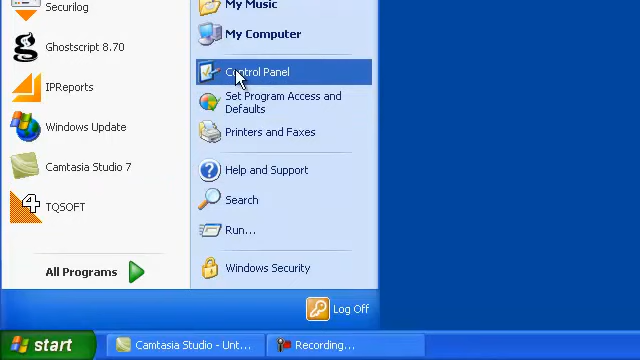 Securilog
Ghostscript 8.70
IPReports
Windows Update
Camtasia Studio 7
4
TQSOFT
All Programs
My Music
My Computer
Control Panel
Set Program Access and
Defaults
Printers and Faxes
Help and Support
Search
Run...
Windows Security
Log Off
start
Camtasia Studio - Unt...
Recording...